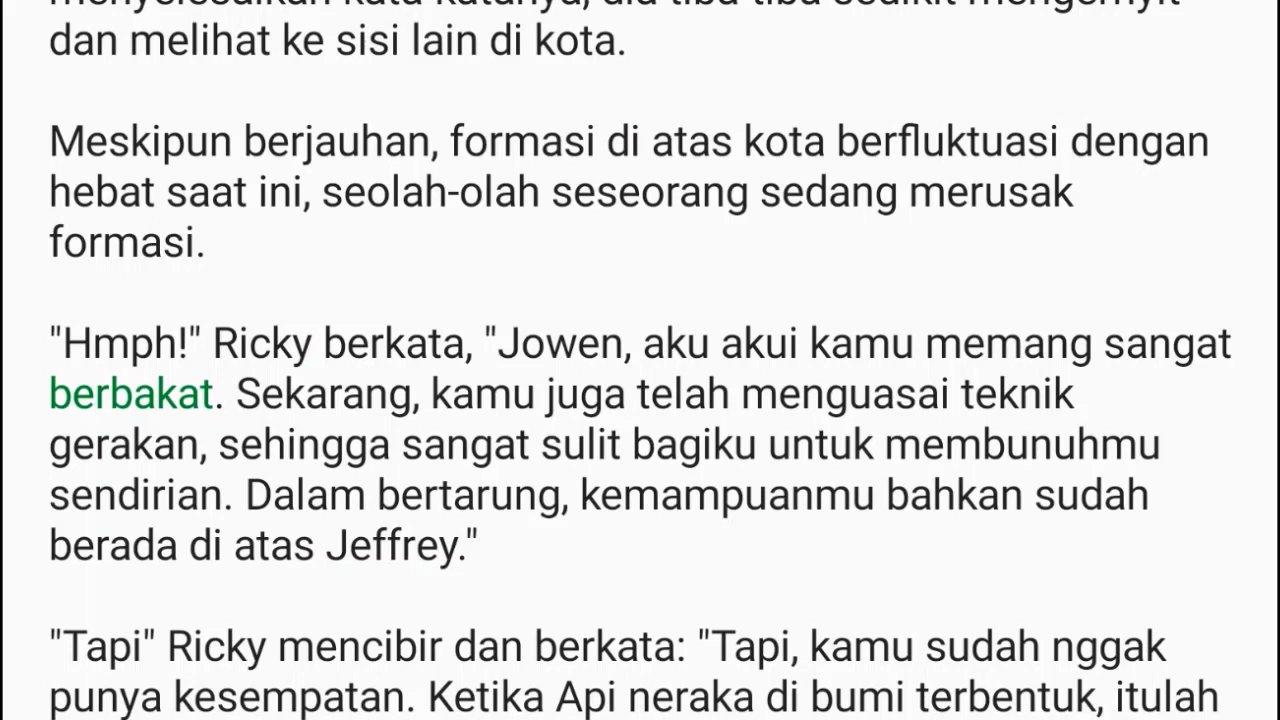 dan melihat ke sisi lain di kota.
Meskipun berjauhan, formasi di atas kota berfluktuasi dengan
hebat saat ini, seolah-olah seseorang sedang merusak
formasi.
"Hmph!" Ricky berkata, "Jowen, aku akui kamu memang sangat
berbakat. Sekarang, kamu juga telah menguasai teknik
gerakan, sehingga sangat sulit bagiku untuk membunuhmu
sendirian. Dalam bertarung, kemampuanmu bahkan sudah
berada di atas Jeffrey."
"Tapi" Ricky mencibir dan berkata: "Tapi, kamu sudah nggak
punya kesempatan. Ketika Api neraka di bumi terbentuk, itulah